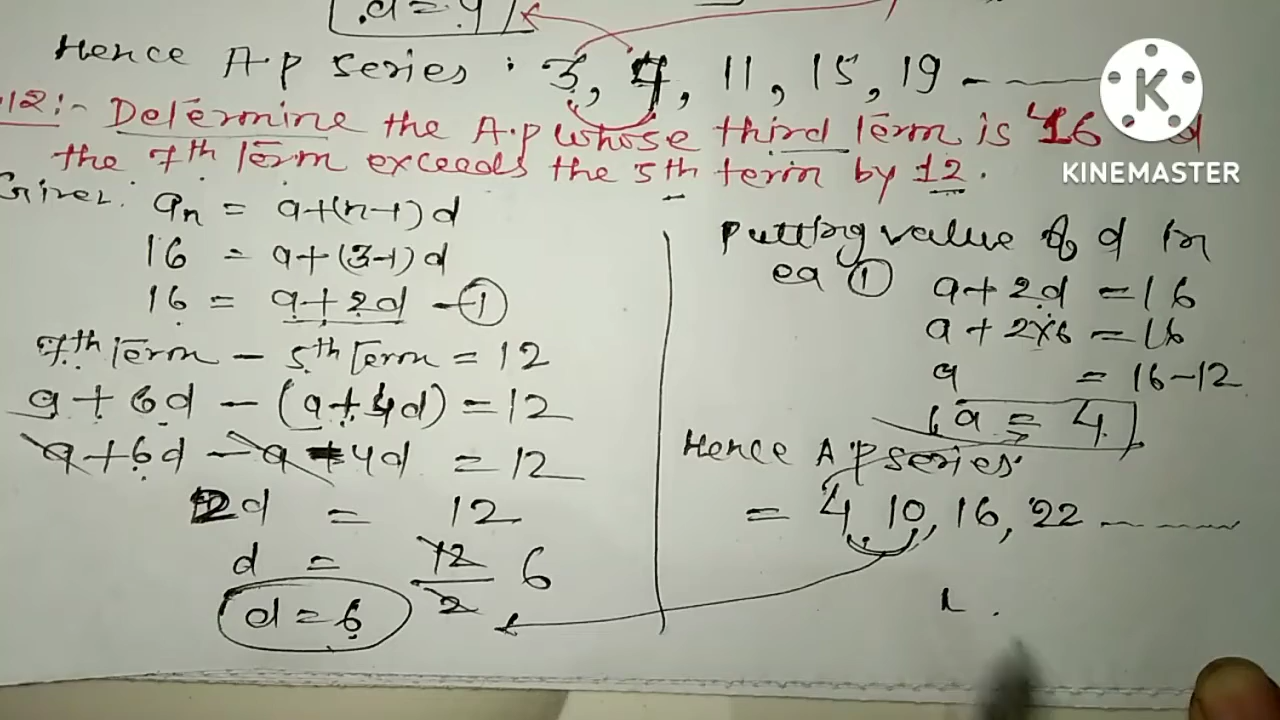 d = 4
Hence A.P series : 3, 7, 11, 15, 19 - ——
12:- Determine the A.P whose third term is 16
the 7th term exceeds the 5th term by 12.
Given: an = a+(n-1)d
16 = a+(3-1)d
16 = a+2d —①
7th term — 5th term = 12
a + 6d - (a+4d) = 12
a+6d - a - 4d = 12
2d = 12
d = 12/2 6
d = 6
Putting value of d in
eq ① a+2d = 16
a + 2×6 = 16
a = 16-12
a = 4
Hence A.P series
= 4 10, 16, 22 ———
K
KINEMASTER